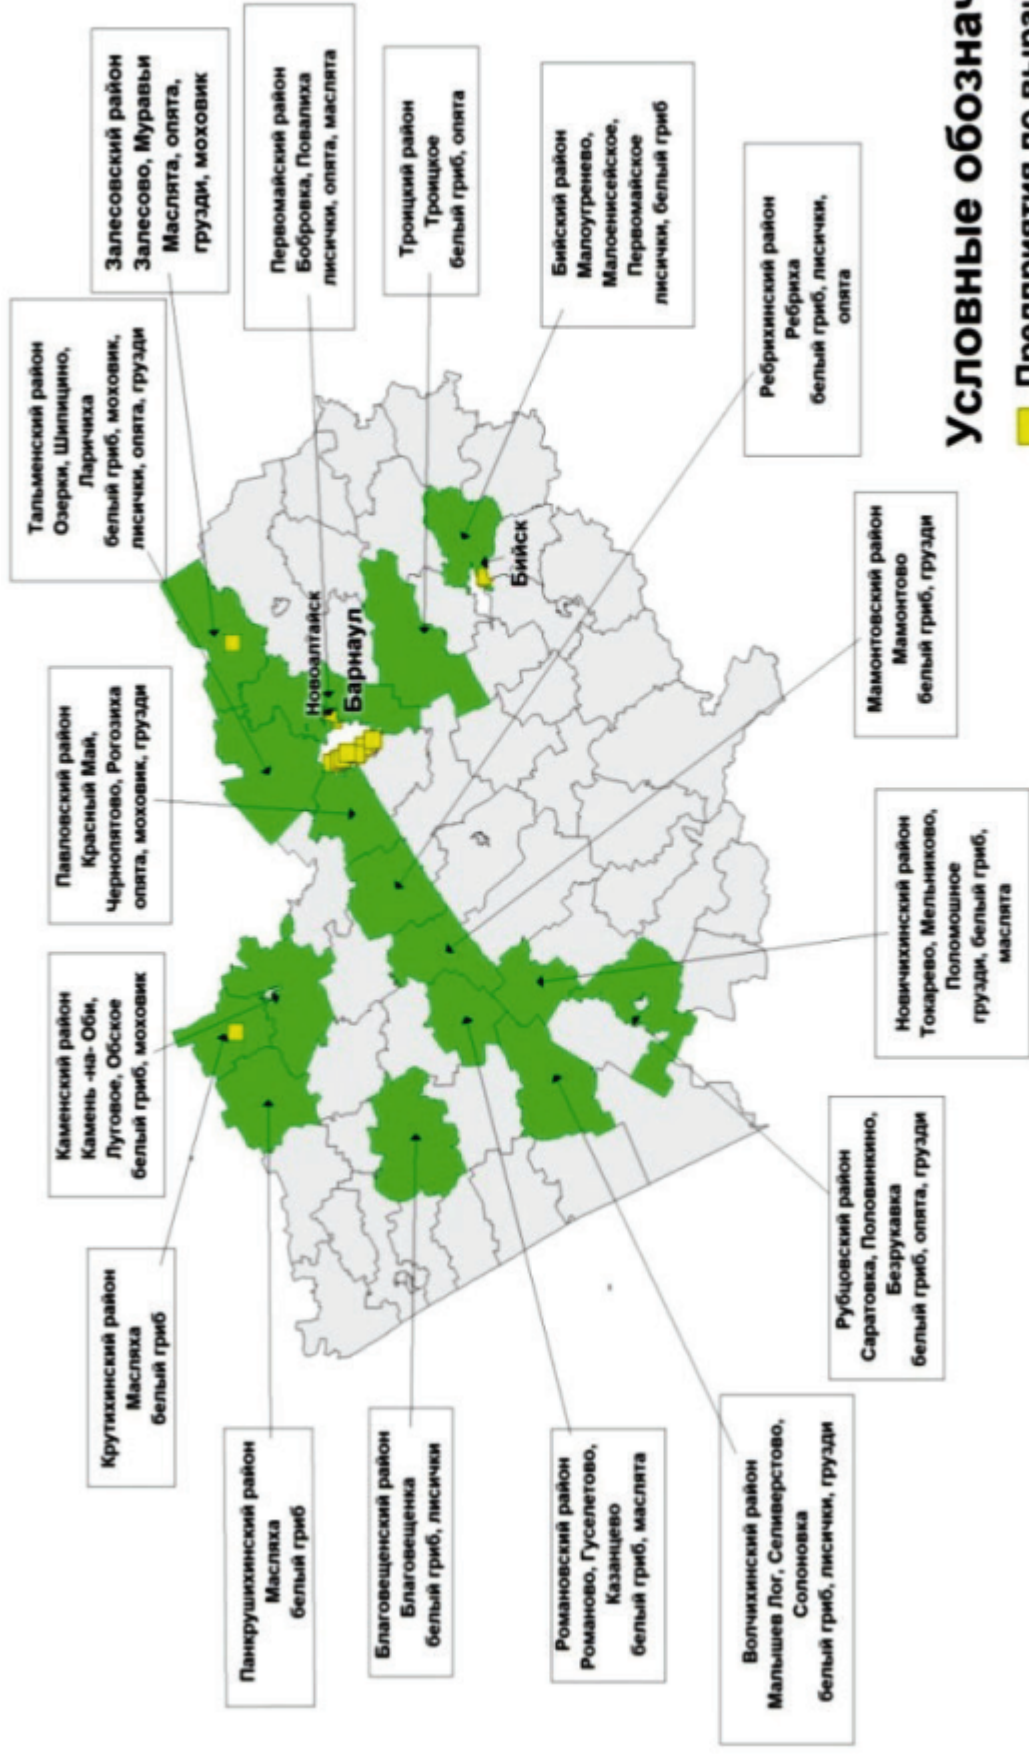 Крутихинский район
Масляха
белый гриб
Каменский район
Камень -на- Оби,
Луговое, Обское
белый гриб, моховик
Павловский район
Красный Май,
Чернопятово, Рогозиха
опята, моховик, грузди
Тальменский район
Озерки, Шипицино,
Ларичиха
белый гриб, моховик,
лисички, опята, грузди
Залесовский район
Залесово, Муравьи
Маслята, опята,
грузди, моховик
Панкрушихинский район
Масляха
белый гриб
Первомайский район
Бобровка, Повалиха
лисички, опята, маслята
Благовещенский район
Благовещенка
белый гриб, лисички
Троицкий район
Троицкое
белый гриб, опята
Новоалтайск
Барнаул
Бийск
Романовский район
Романово, Гуселетово,
Казанцево
белый гриб, маслята
Бийский район
Малоугренево,
Малоенисейское,
Первомайское
лисички, белый гриб
Волчихинский район
Малышев Лог, Селиверстово,
Солоновка
белый гриб, лисички, грузди
Рубцовский район
Саратовка, Половинкино,
Безрукавка
белый гриб, опята, грузди
Новичихинский район
Токарево, Мельниково,
Поломошное
грузди, белый гриб,
маслята
Мамонтовский район
Мамонтово
белый гриб, грузди
Ребрихинский район
Ребриха
белый гриб, лисички,
опята
Условные обознач